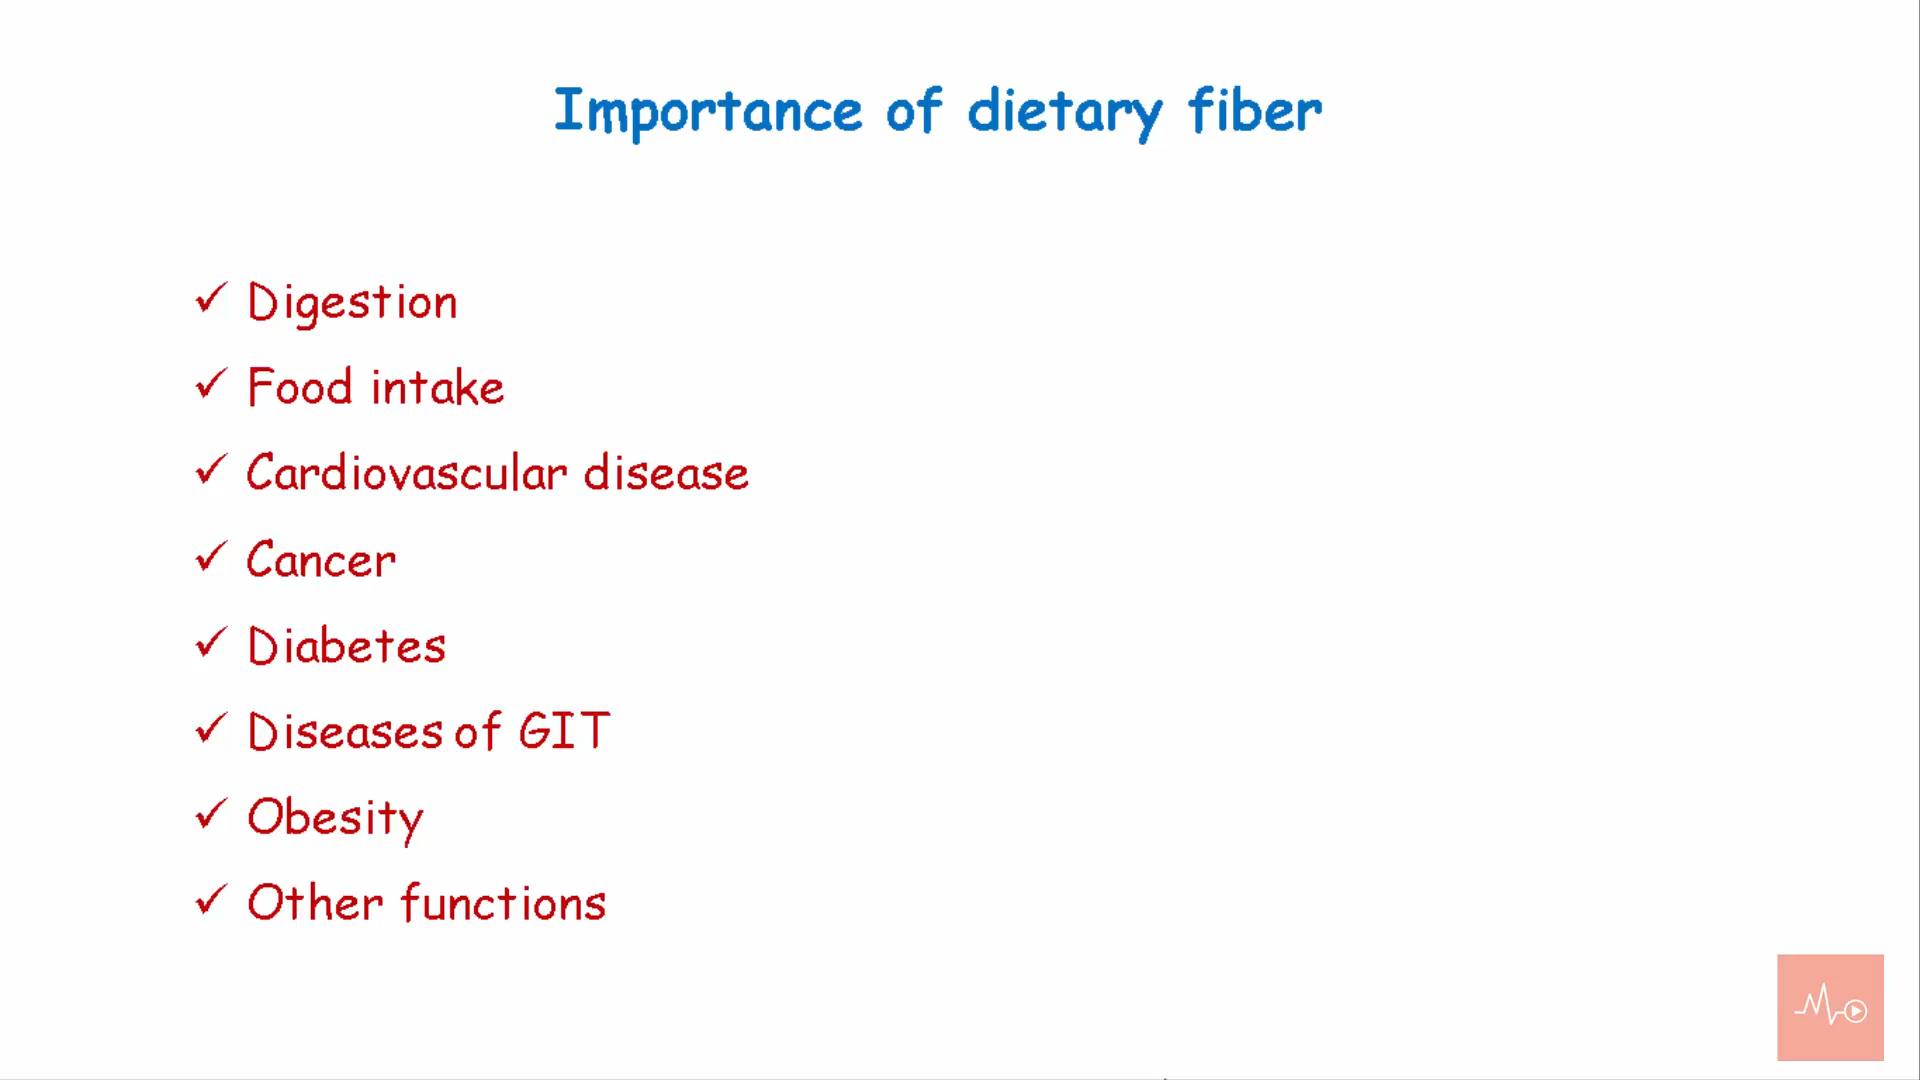 Importance of dietary fiber
✓ Digestion
✓ Food intake
✓ Cardiovascular disease
✓ Cancer
✓ Diabetes
✓ Diseases of GIT
✓ Obesity
✓ Other functions